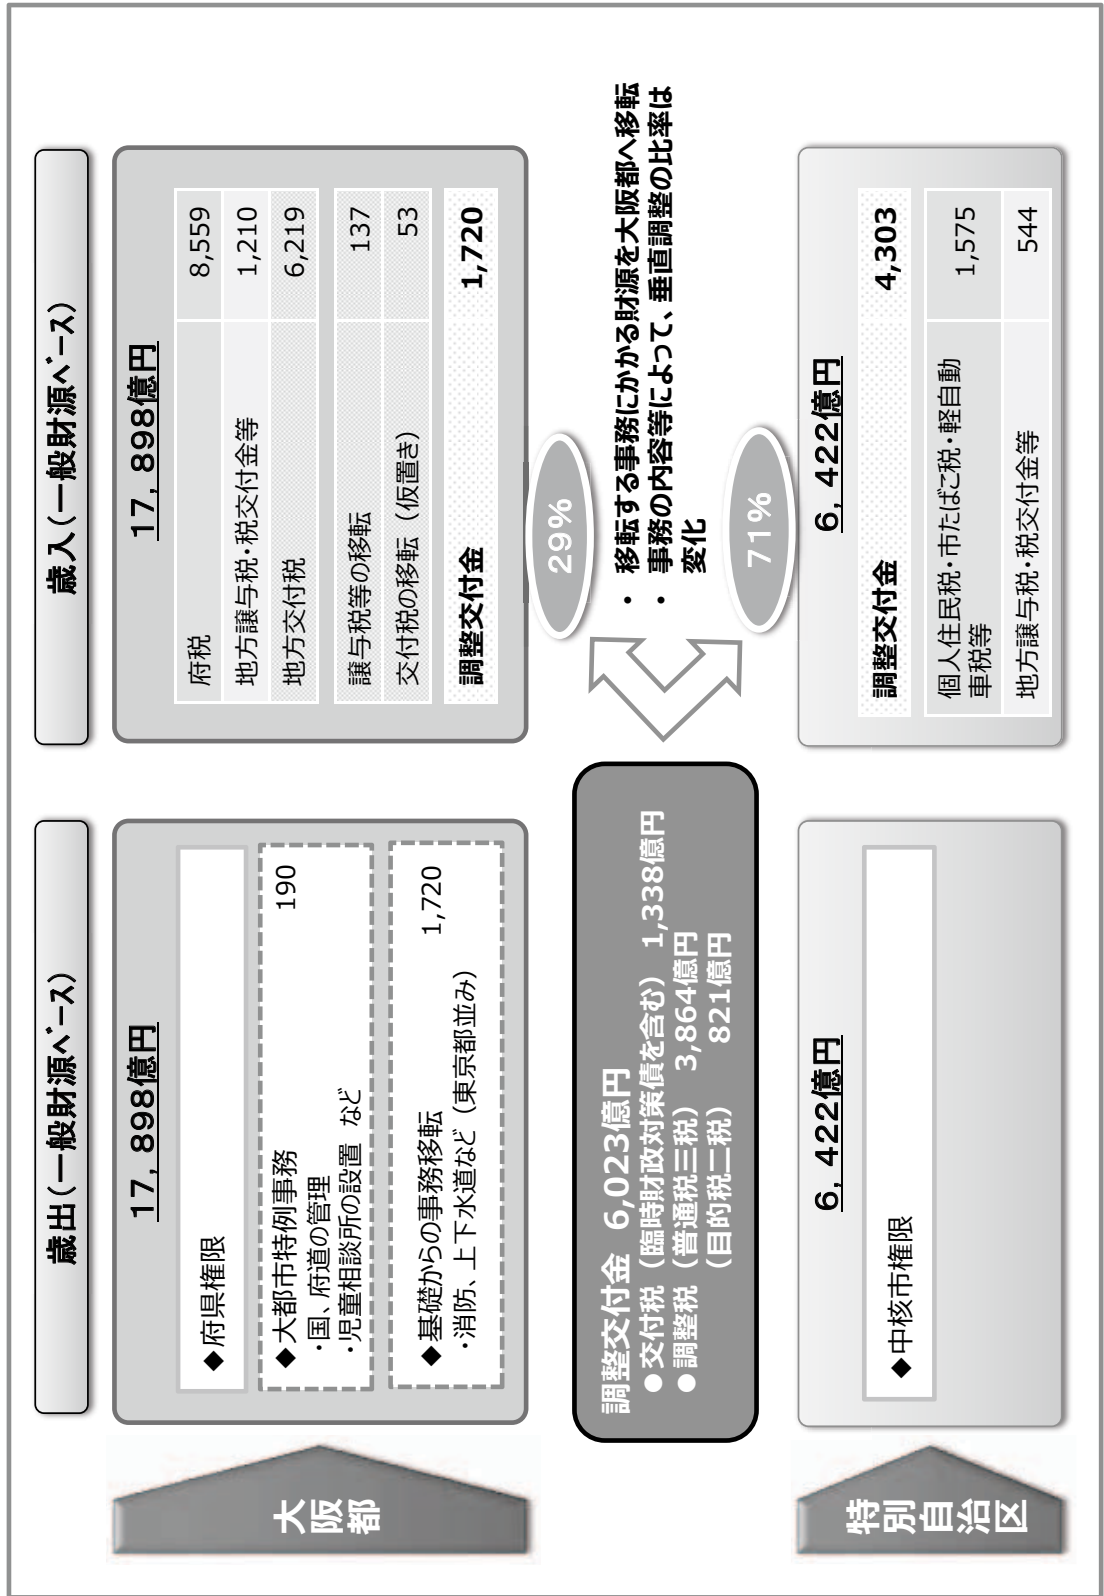 歳出（一般財源ベース）
歳入（一般財源ベース）
大阪都
17，898億円
◆府県権限
◆大都市特例事務 190
・国、府道の管理
・児童相談所の設置 など
◆基礎からの事務移転 1,720
・消防、上下水道など（東京都並み）
17，898億円
府税 8,559
地方譲与税・税交付金等 1,210
地方交付税 6,219
譲与税等の移転 137
交付税の移転（仮置き） 53
調整交付金 1,720
調整交付金 6,023億円
●交付税（臨時財政対策債を含む） 1,338億円
●調整税（普通税三税） 3,864億円
（目的税二税） 821億円
29%
71%
・ 移転する事務にかかる財源を大阪都へ移転
・ 事務の内容等によって、垂直調整の比率は
変化
特別自治区
6，422億円
◆中核市権限
6，422億円
調整交付金 4,303
個人住民税・市たばこ税・軽自動
車税等 1,575
地方譲与税・税交付金等 544